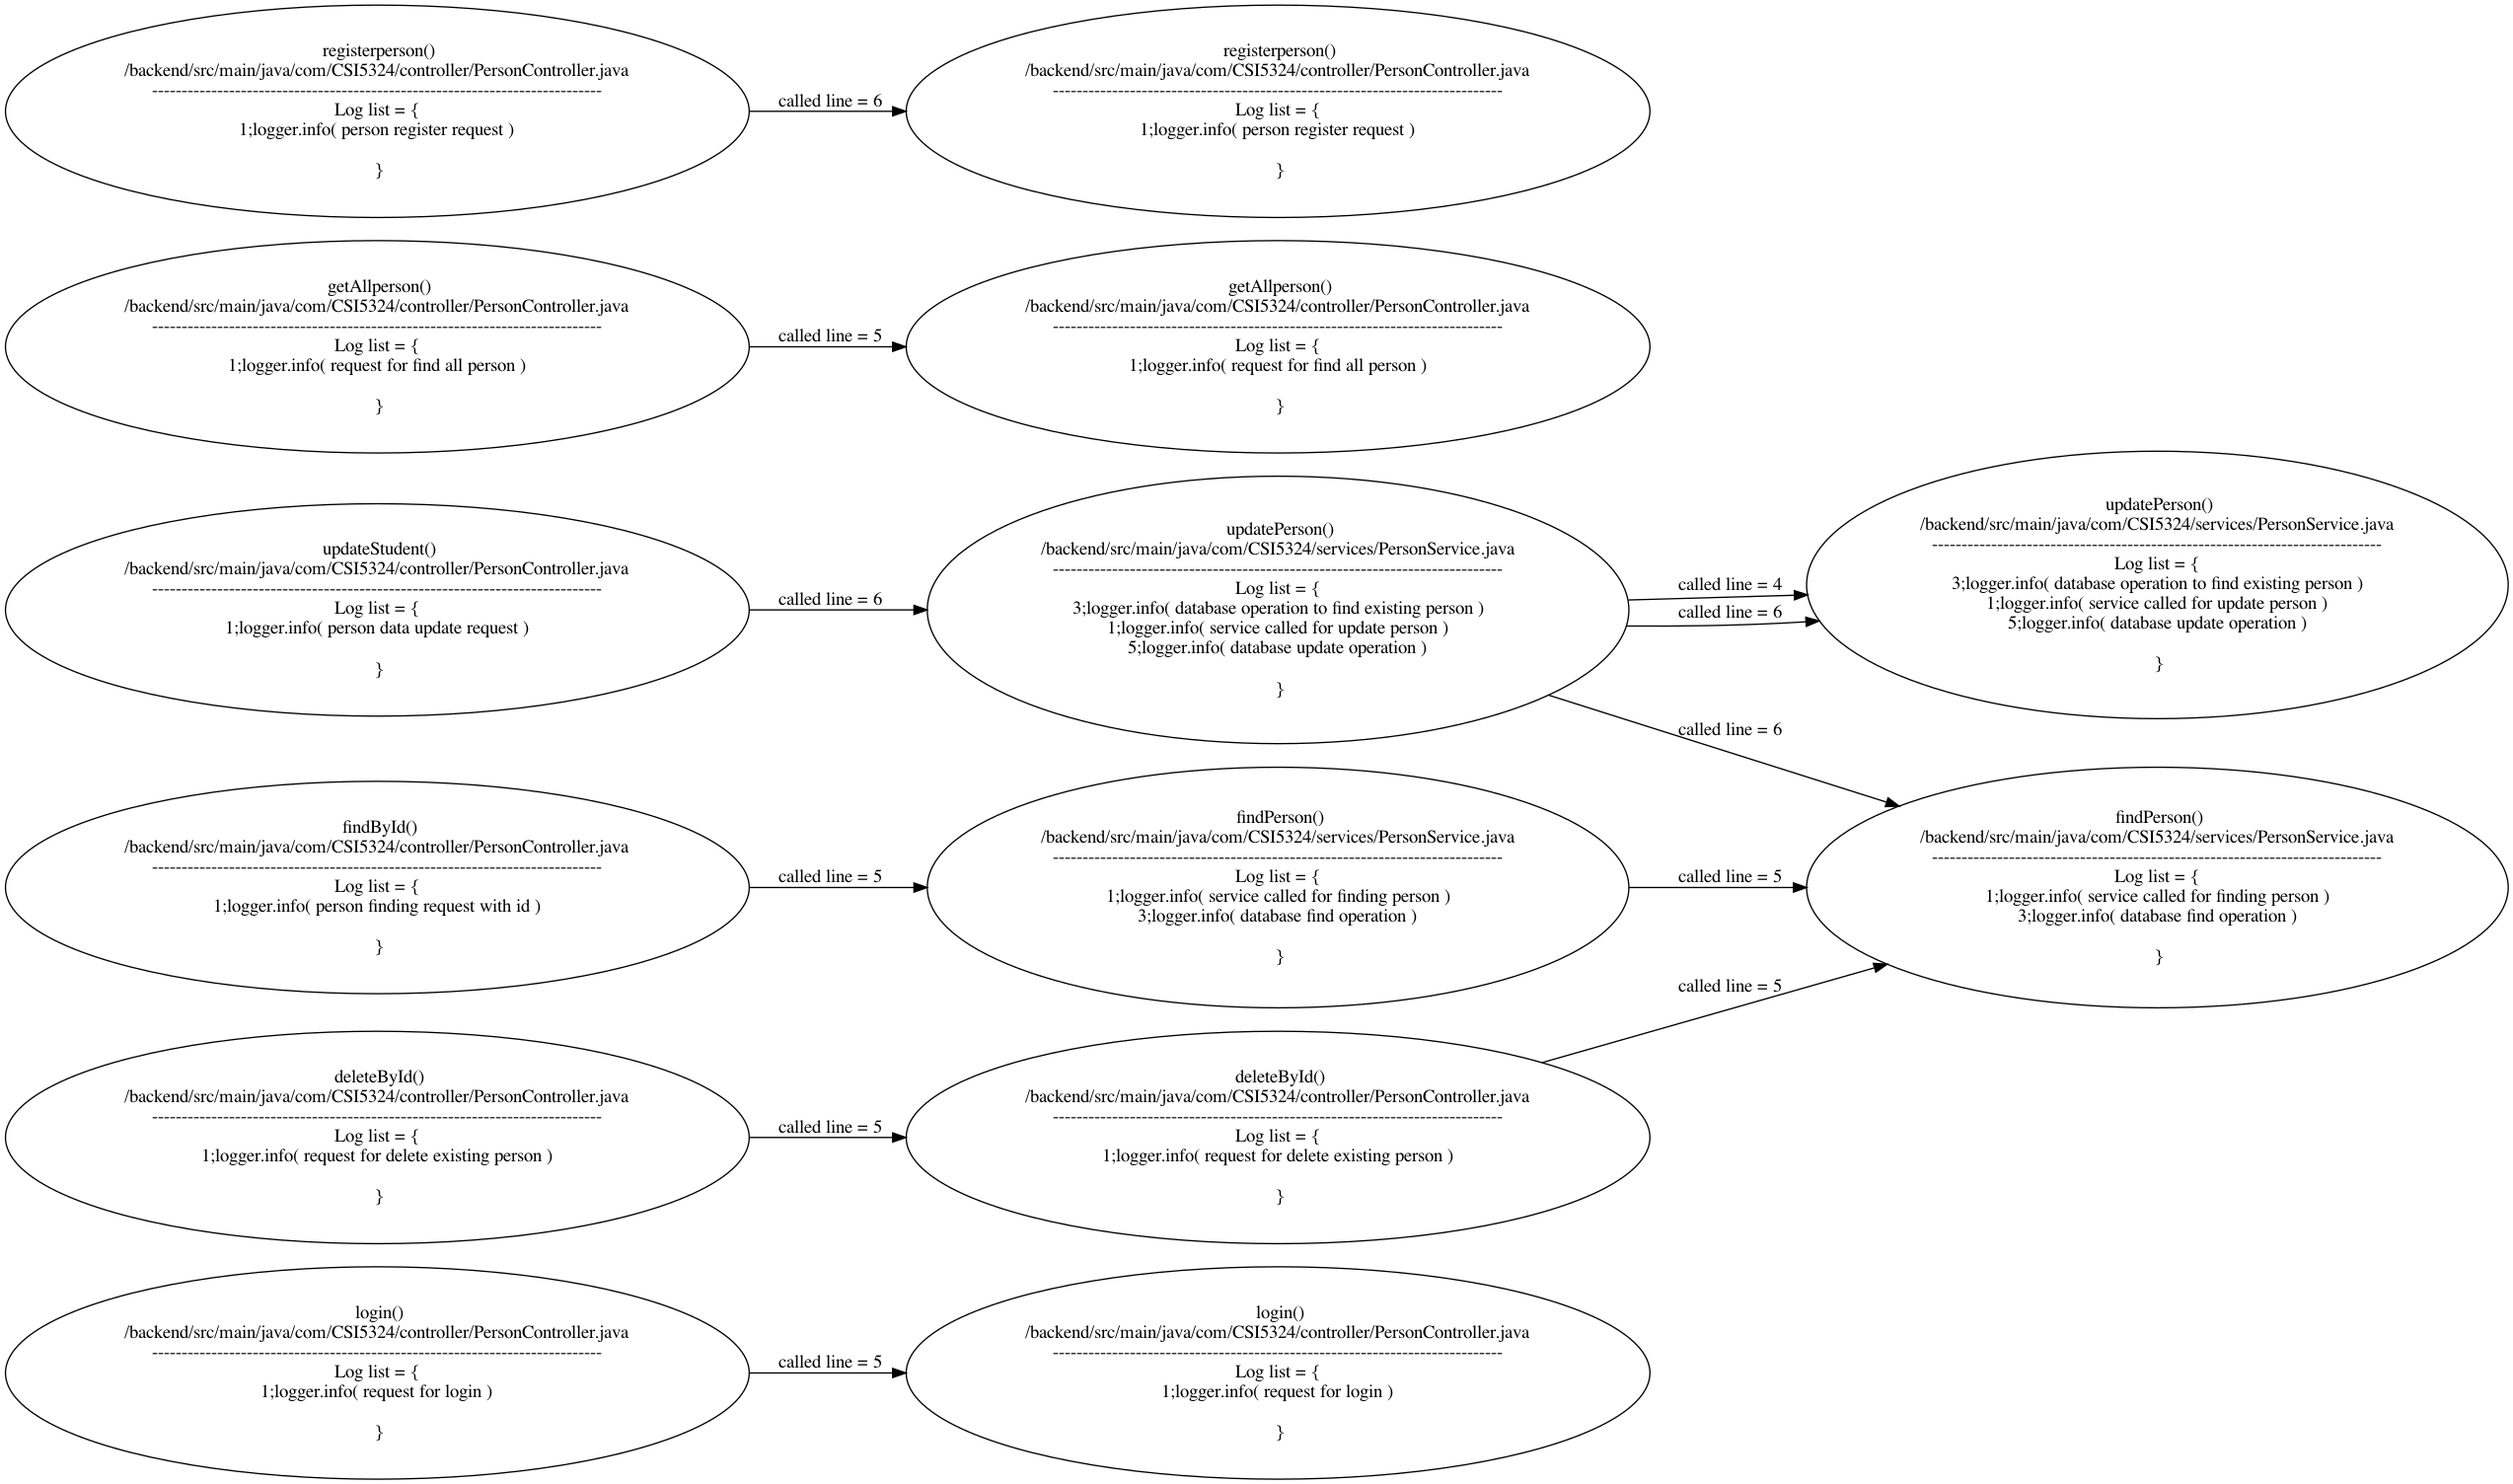 registerperson()
/backend/src/main/java/com/CSI5324/controller/PersonController.java
----------------------------------------------------------------------------
Log list = {
1;logger.info( person register request )
}
called line = 6
registerperson()
/backend/src/main/java/com/CSI5324/controller/PersonController.java
----------------------------------------------------------------------------
Log list = {
1;logger.info( person register request )
}
getAllperson()
/backend/src/main/java/com/CSI5324/controller/PersonController.java
----------------------------------------------------------------------------
Log list = {
1;logger.info( request for find all person )
}
called line = 5
getAllperson()
/backend/src/main/java/com/CSI5324/controller/PersonController.java
----------------------------------------------------------------------------
Log list = {
1;logger.info( request for find all person )
}
updateStudent()
/backend/src/main/java/com/CSI5324/controller/PersonController.java
----------------------------------------------------------------------------
Log list = {
1;logger.info( person data update request )
}
called line = 6
updatePerson()
/backend/src/main/java/com/CSI5324/services/PersonService.java
----------------------------------------------------------------------------
Log list = {
3;logger.info( database operation to find existing person )
1;logger.info( service called for update person )
5;logger.info( database update operation )
}
called line = 4
called line = 6
called line = 6
updatePerson()
/backend/src/main/java/com/CSI5324/services/PersonService.java
----------------------------------------------------------------------------
Log list = {
3;logger.info( database operation to find existing person )
1;logger.info( service called for update person )
5;logger.info( database update operation )
}
findById()
/backend/src/main/java/com/CSI5324/controller/PersonController.java
----------------------------------------------------------------------------
Log list = {
1;logger.info( person finding request with id )
}
called line = 5
findPerson()
/backend/src/main/java/com/CSI5324/services/PersonService.java
----------------------------------------------------------------------------
Log list = {
1;logger.info( service called for finding person )
3;logger.info( database find operation )
}
called line = 5
findPerson()
/backend/src/main/java/com/CSI5324/services/PersonService.java
----------------------------------------------------------------------------
Log list = {
1;logger.info( service called for finding person )
3;logger.info( database find operation )
}
called line = 5
deleteById()
/backend/src/main/java/com/CSI5324/controller/PersonController.java
----------------------------------------------------------------------------
Log list = {
1;logger.info( request for delete existing person )
}
called line = 5
deleteById()
/backend/src/main/java/com/CSI5324/controller/PersonController.java
----------------------------------------------------------------------------
Log list = {
1;logger.info( request for delete existing person )
}
login()
/backend/src/main/java/com/CSI5324/controller/PersonController.java
----------------------------------------------------------------------------
Log list = {
1;logger.info( request for login )
}
called line = 5
login()
/backend/src/main/java/com/CSI5324/controller/PersonController.java
----------------------------------------------------------------------------
Log list = {
1;logger.info( request for login )
}